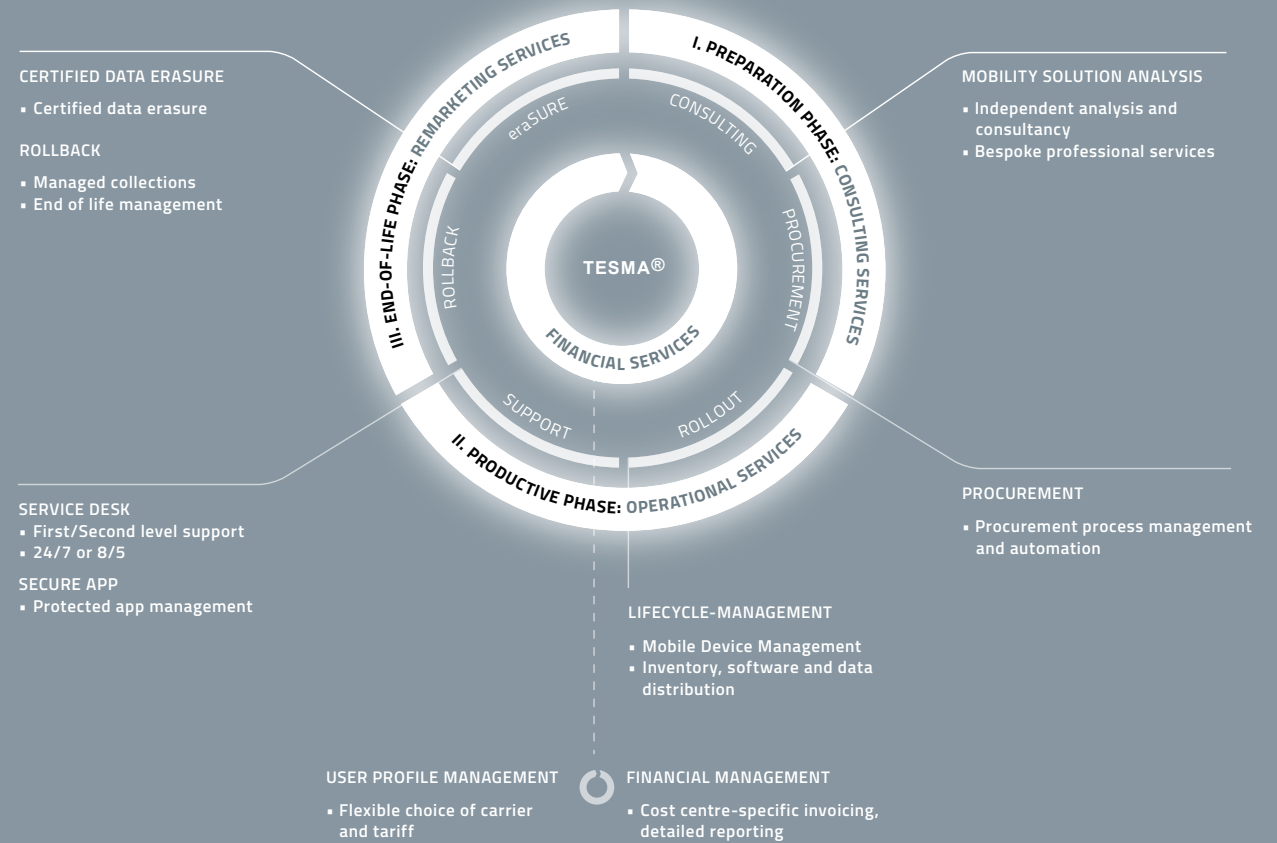 CERTIFIED DATA ERASURE
▪ Certified data erasure
ROLLBACK
▪ Managed collections
▪ End of life management
III. END-OF-LIFE PHASE: REMARKETING SERVICES
I. PREPARATION PHASE: CONSULTING SERVICES
II. PRODUCTIVE PHASE: OPERATIONAL SERVICES
eraSURE
CONSULTING
PROCUREMENT
ROLLOUT
SUPPORT
ROLLBACK
TESMA®
FINANCIAL SERVICES
MOBILITY SOLUTION ANALYSIS
▪ Independent analysis and
consultancy
▪ Bespoke professional services
SERVICE DESK
▪ First/Second level support
▪ 24/7 or 8/5
SECURE APP
▪ Protected app management
PROCUREMENT
▪ Procurement process management
and automation
LIFECYCLE-MANAGEMENT
▪ Mobile Device Management
▪ Inventory, software and data
distribution
USER PROFILE MANAGEMENT
▪ Flexible choice of carrier
and tariff
FINANCIAL MANAGEMENT
▪ Cost centre-specific invoicing,
detailed reporting